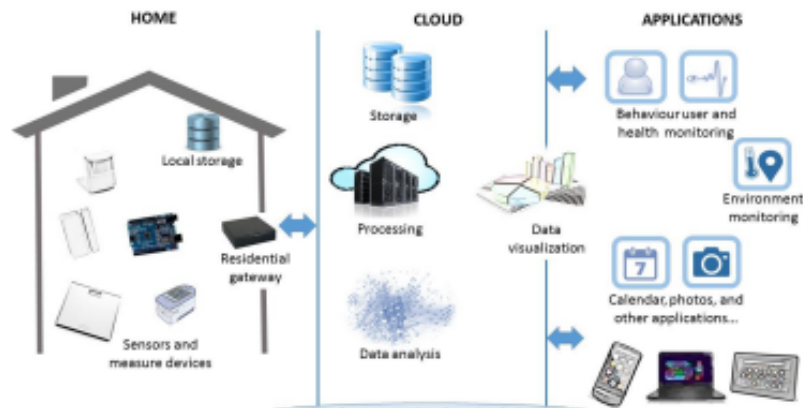 HOME
CLOUD
APPLICATIONS
Local storage
Residential
gateway
Sensors and
measure devices
Storage
Processing
Data analysis
Data
visualization
Behaviour user and
health monitoring
Environment
monitoring
7
Calendar, photos, and
other applications...